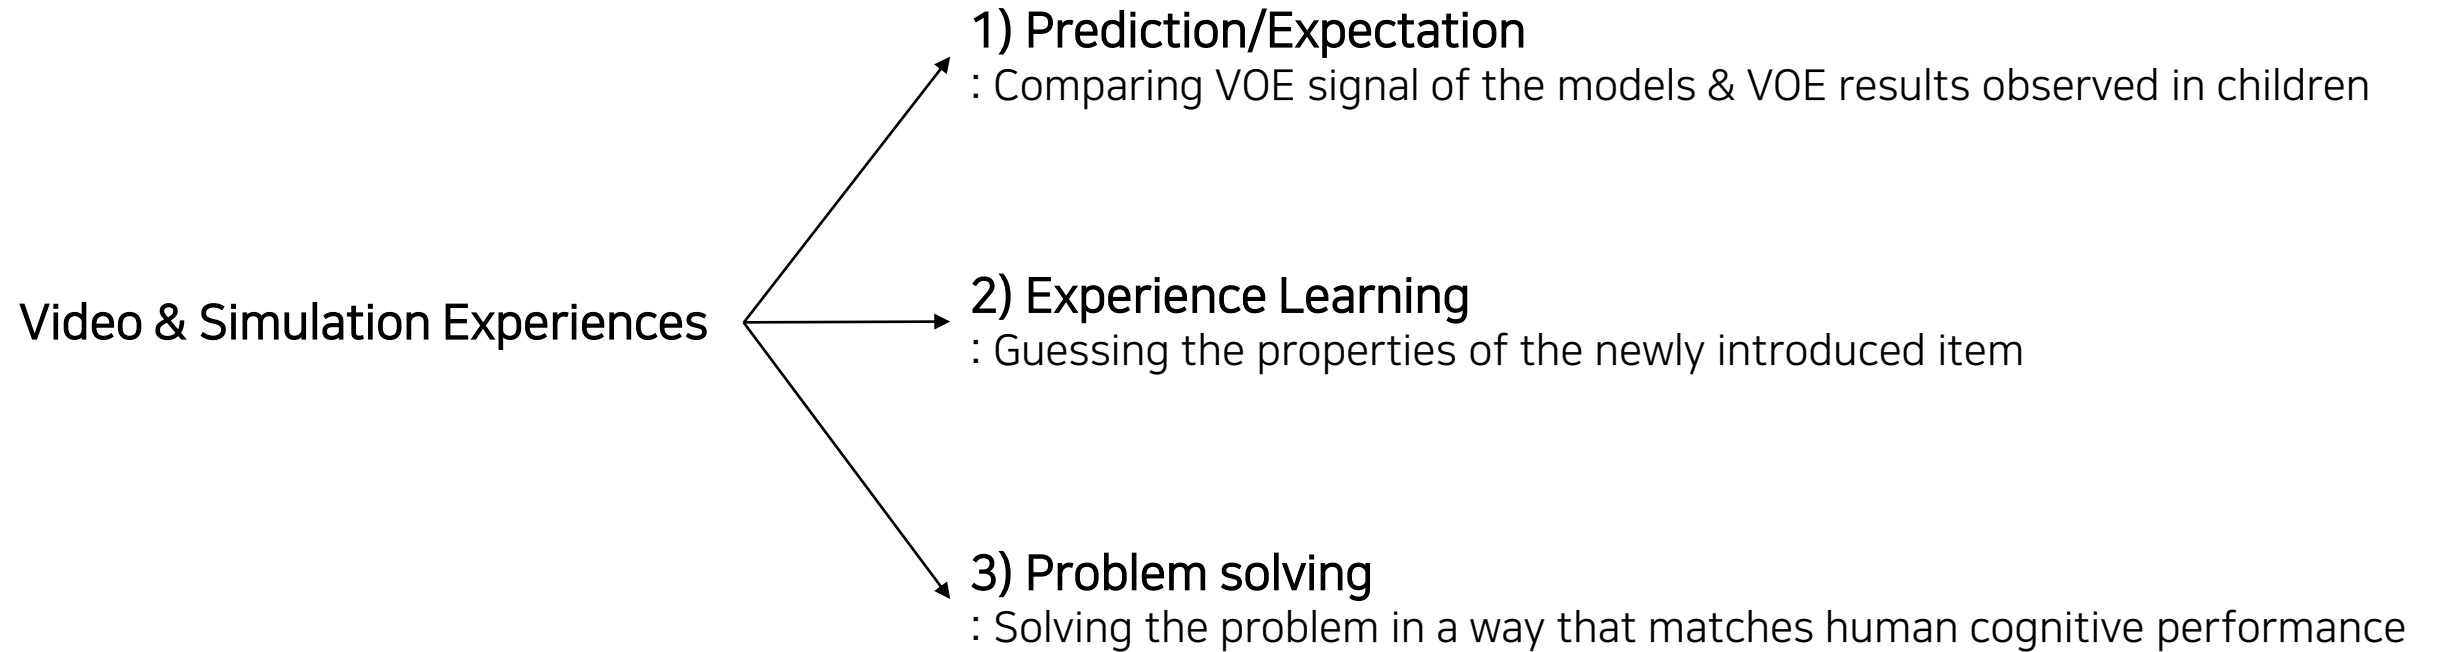 1) Prediction/Expectation
: Comparing VOE signal of the models & VOE results observed in children
Video & Simulation Experiences
2) Experience Learning
: Guessing the properties of the newly introduced item
3) Problem solving
: Solving the problem in a way that matches human cognitive performance